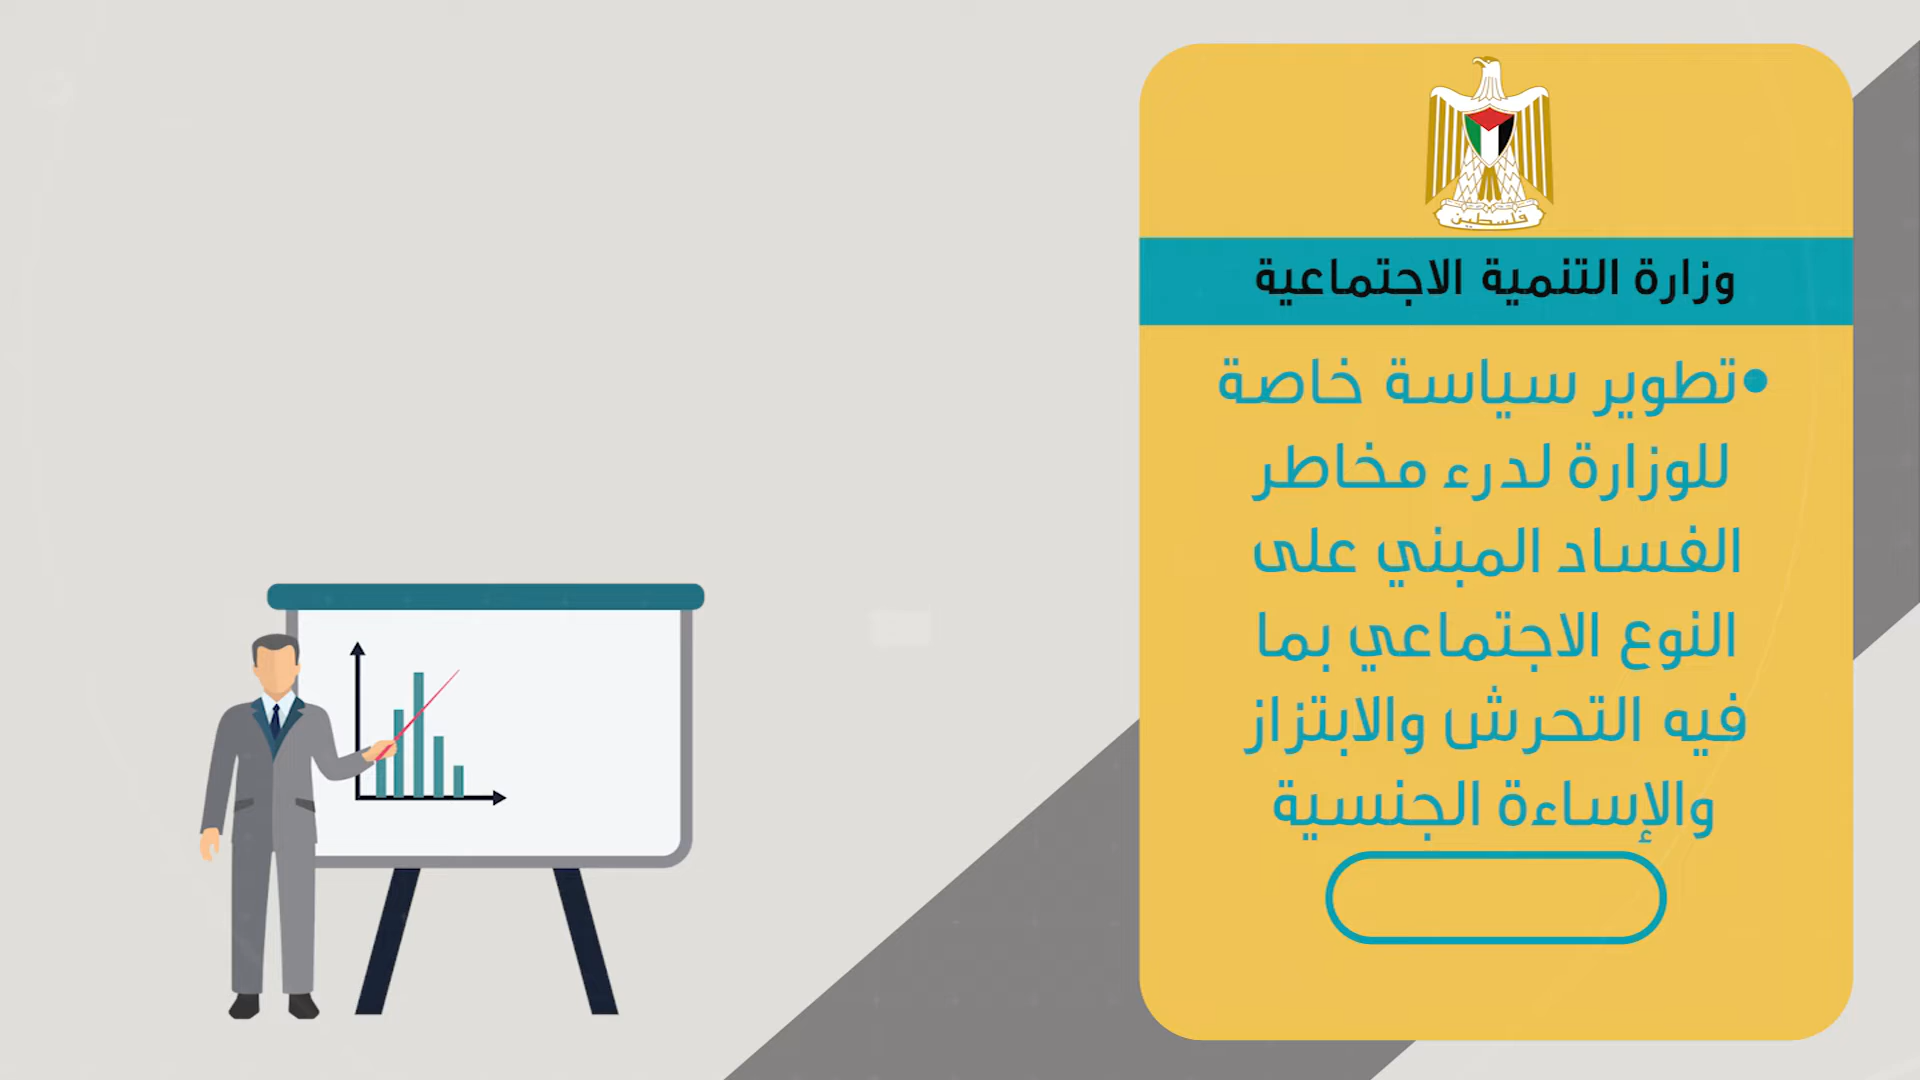 فلسطين
وزارة التنمية الاجتماعية
•تطوير سياسة خاصة
للوزارة لدرء مخاطر
الفساد المبني على
النوع الاجتماعي بما
فيه التحرش والابتزاز
والإساءة الجنسية